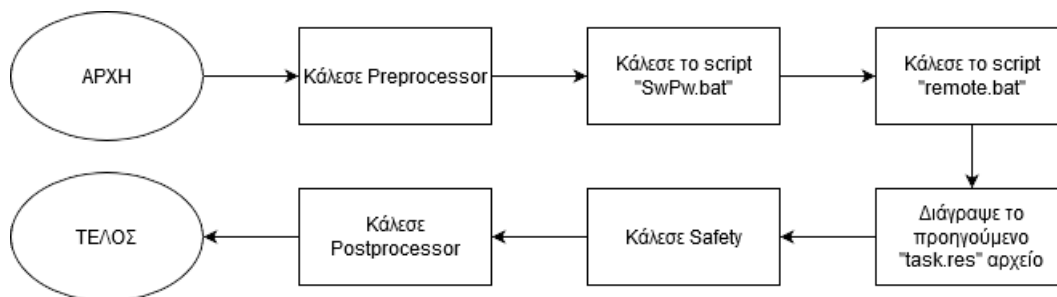 ΑΡΧΗ
Κάλεσε Preprocessor
Κάλεσε το script
"SwPw.bat"
Κάλεσε το script
"remote.bat"
Διάγραψε το
προηγούμενο
"task.res" αρχείο
Κάλεσε Safety
Κάλεσε
Postprocessor
ΤΕΛΟΣ